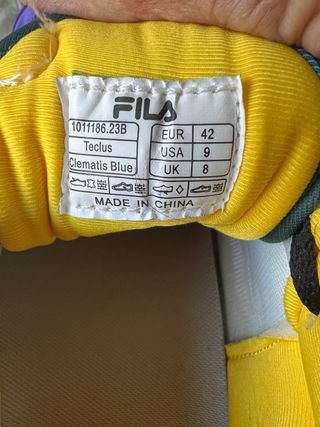 FILA
1011186.23B
Teclus
Clematis Blue
EUR 42
USA 9
UK 8
MADE IN CHINA